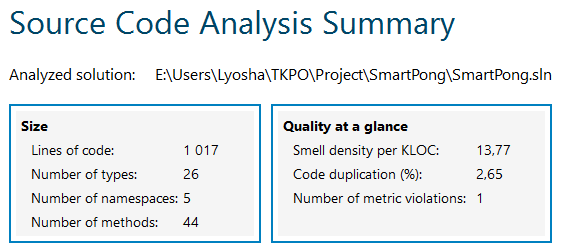 Source Code Analysis Summary
Analyzed solution: E:\Users\Lyosha\TKPO\Project\SmartPong\SmartPong.sln
Size
Lines of code: 1 017
Number of types: 26
Number of namespaces: 5
Number of methods: 44
Quality at a glance
Smell density per KLOC: 13,77
Code duplication (%): 2,65
Number of metric violations: 1